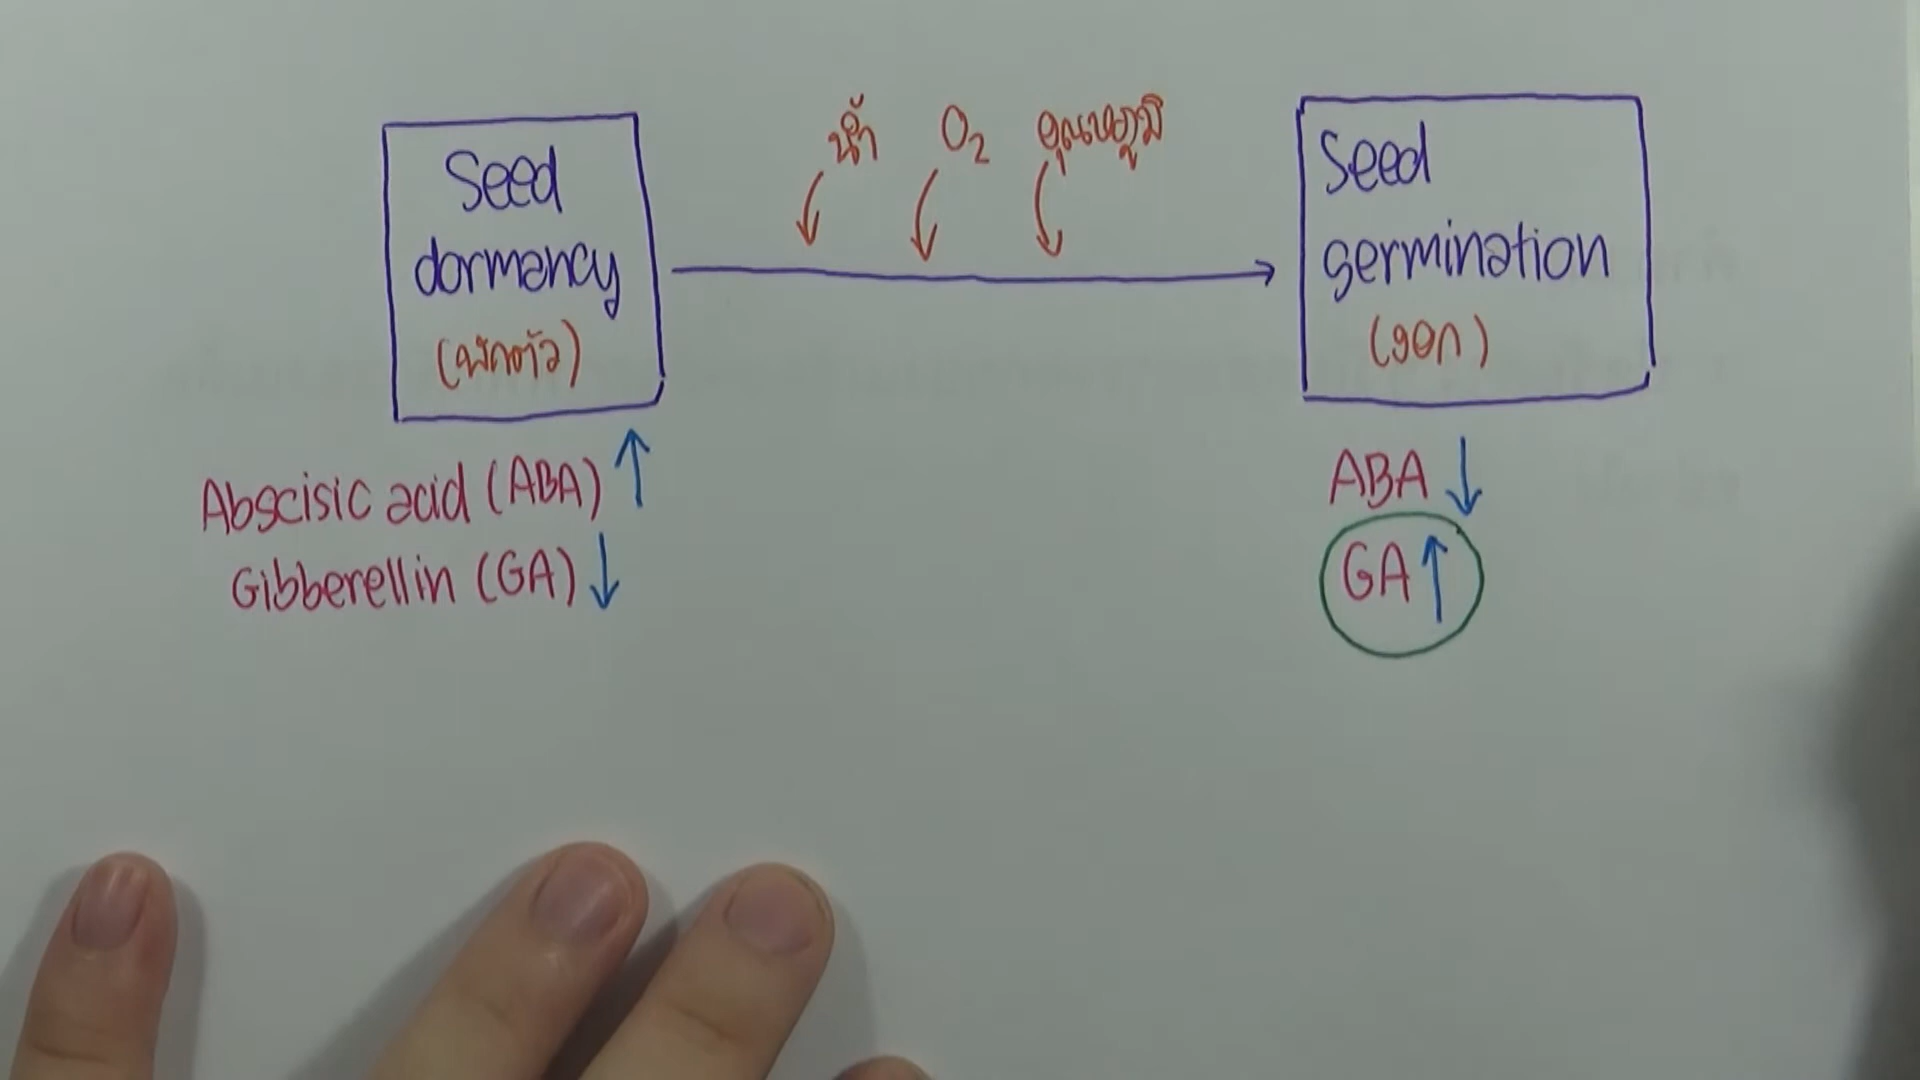 Seed
dormancy
(พักตัว)
น้ำ O₂ อุณหภูมิ
Seed
germination
(งอก)
Abscisic acid (ABA) ↑
Gibberellin (GA) ↓
ABA ↓
GA ↑